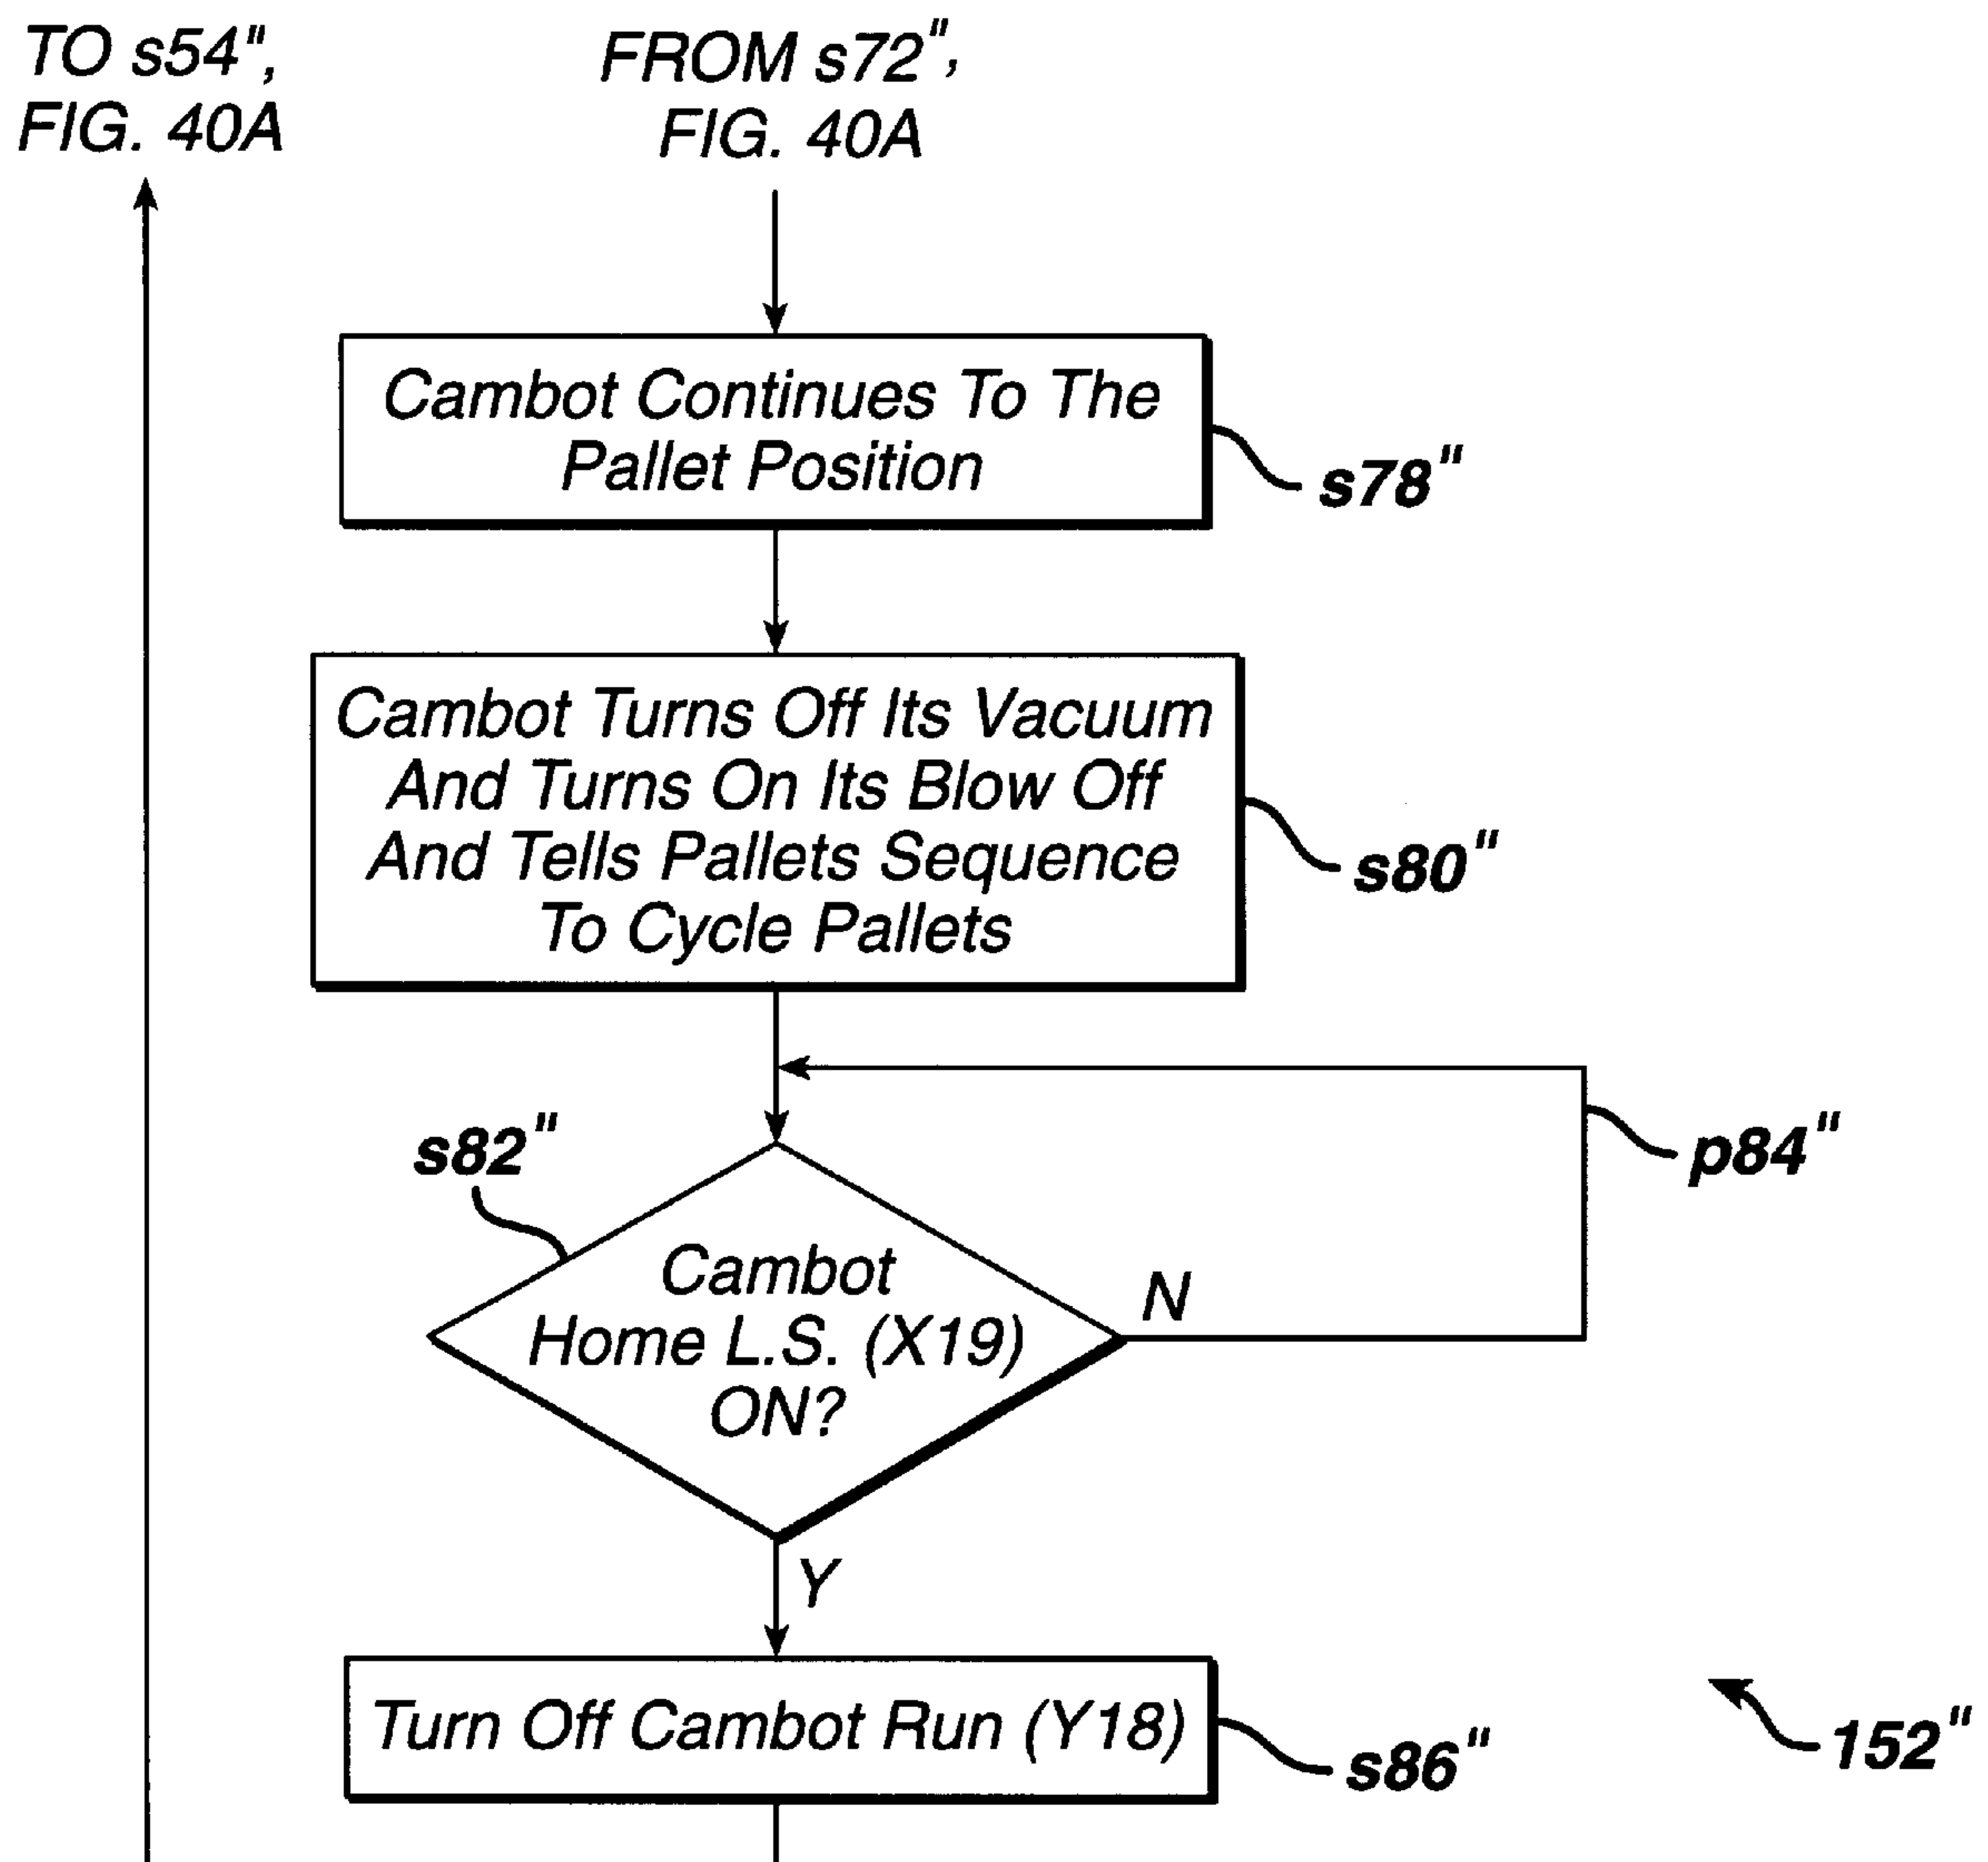 TO s54",
FIG. 40A
FROM s72",
FIG. 40A
Cambot Continues To The
Pallet Position
s78"
Cambot Turns Off Its Vacuum
And Turns On Its Blow Off
And Tells Pallets Sequence
To Cycle Pallets
s80"
p84"
s82"
Cambot
Home L.S. (X19)
ON?
N
Y
Turn Off Cambot Run (Y18)
s86"
152"